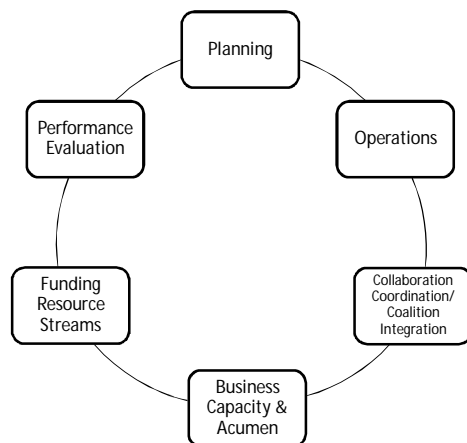 Planning
Operations
Collaboration
Coordination/
Coalition
Integration
Business
Capacity &
Acumen
Funding
Resource
Streams
Performance
Evaluation